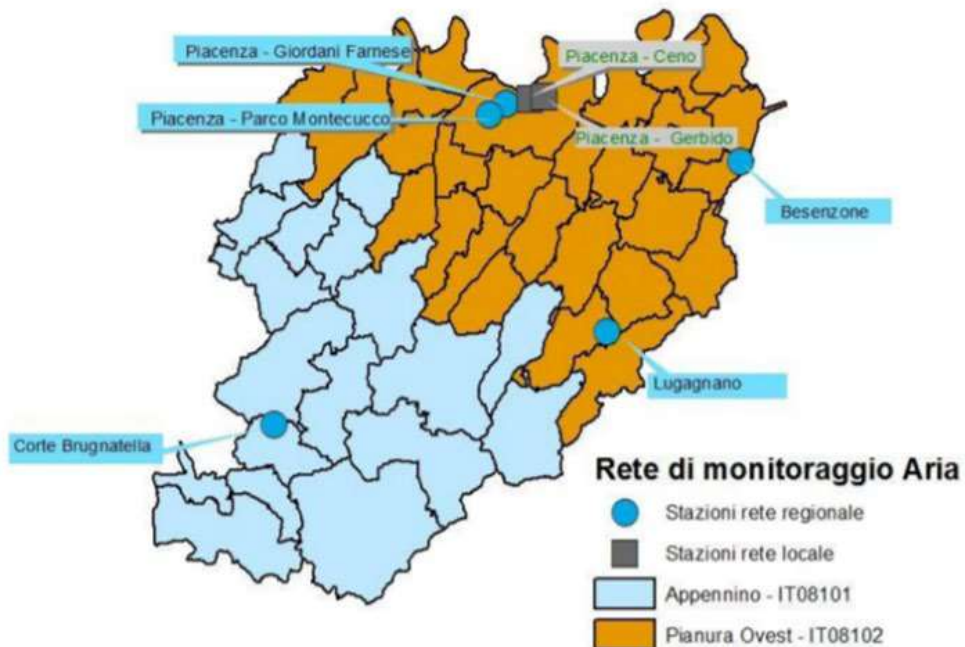 Piacenza - Giordani Farnese
Piacenza - Ceno
Piacenza - Parco Montecucco
Piacenza - Gerbido
Besenzone
Lugagnano
Corte Brugnatella
Rete di monitoraggio Aria
Stazioni rete regionale
Stazioni rete locale
Appennino - IT08101
Pianura Ovest - IT08102